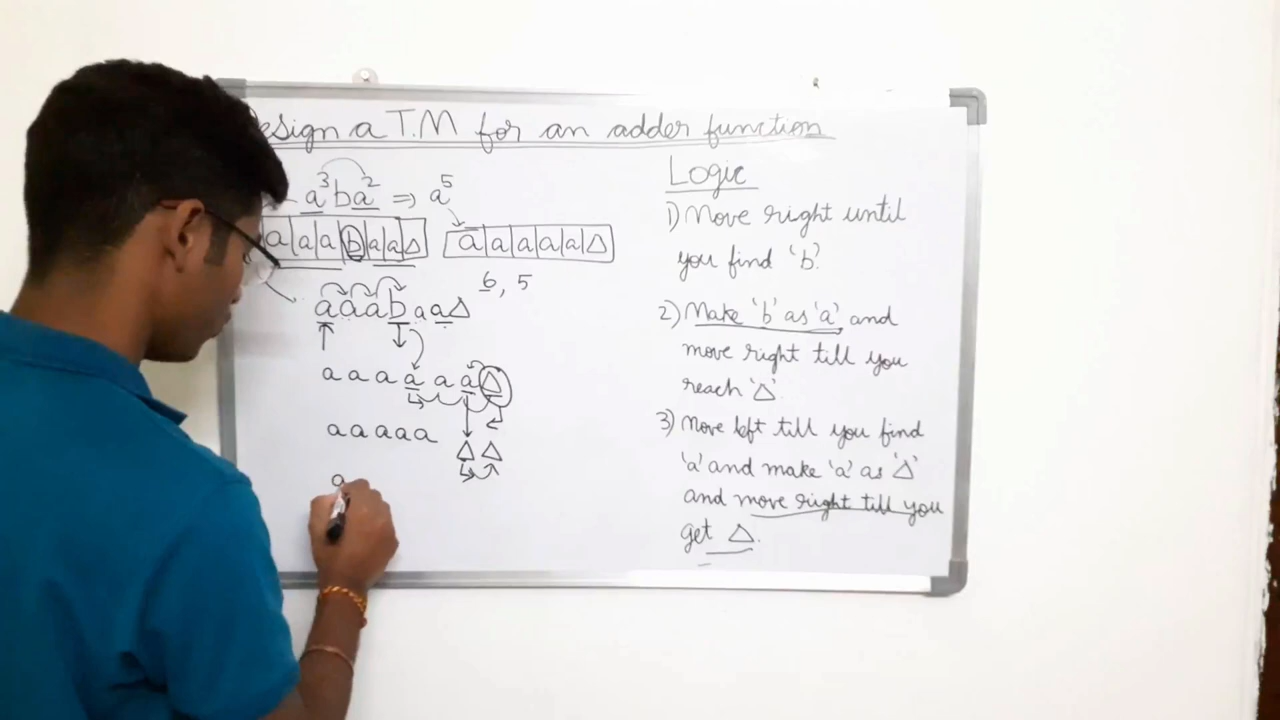 esign a T.M for an adder function
a³ba² ⇒ a⁵
a a a b a a △
a a a a a △
6, 5
a a a b a a △
a a a a a a △
a a a a a △ △
a
Logic
1) Move right until
you find 'b'.
2) Make 'b' as 'a' and
move right till you
reach '△'.
3) Move left till you find
'a' and make 'a' as '△'
and move right till you
get △.